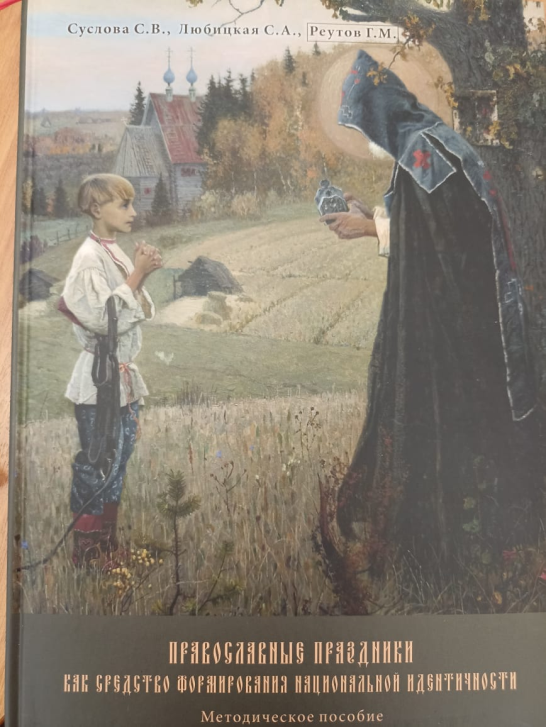 Суслова С.В., Любицкая С.А., Реутов Г.М.
ПРАВОСЛАВНЫЕ ПРАЗДНИКИ
КАК СРЕДСТВО ФОРМИРОВАНИЯ НАЦИОНАЛЬНОЙ ИДЕНТИЧНОСТИ
Методическое пособие